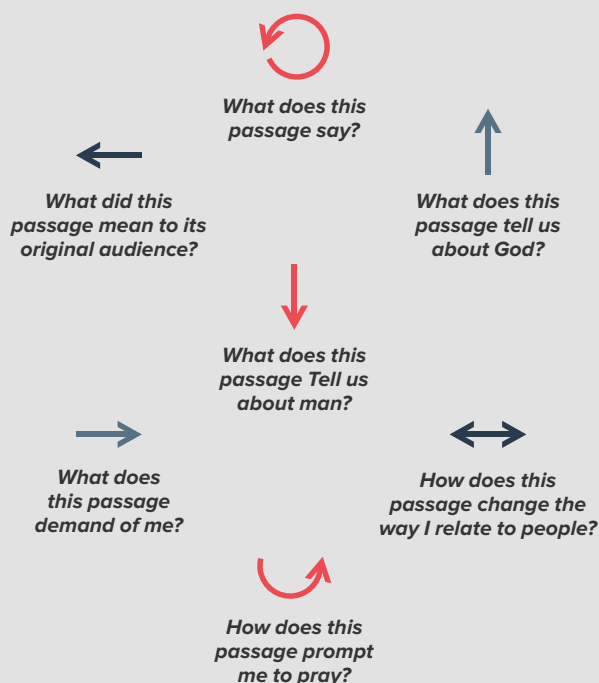 What does this
passage say?
What did this
passage mean to its
original audience?
What does this
passage tell us
about God?
What does this
passage Tell us
about man?
What does
this passage
demand of me?
How does this
passage change the
way I relate to people?
How does this
passage prompt
me to pray?